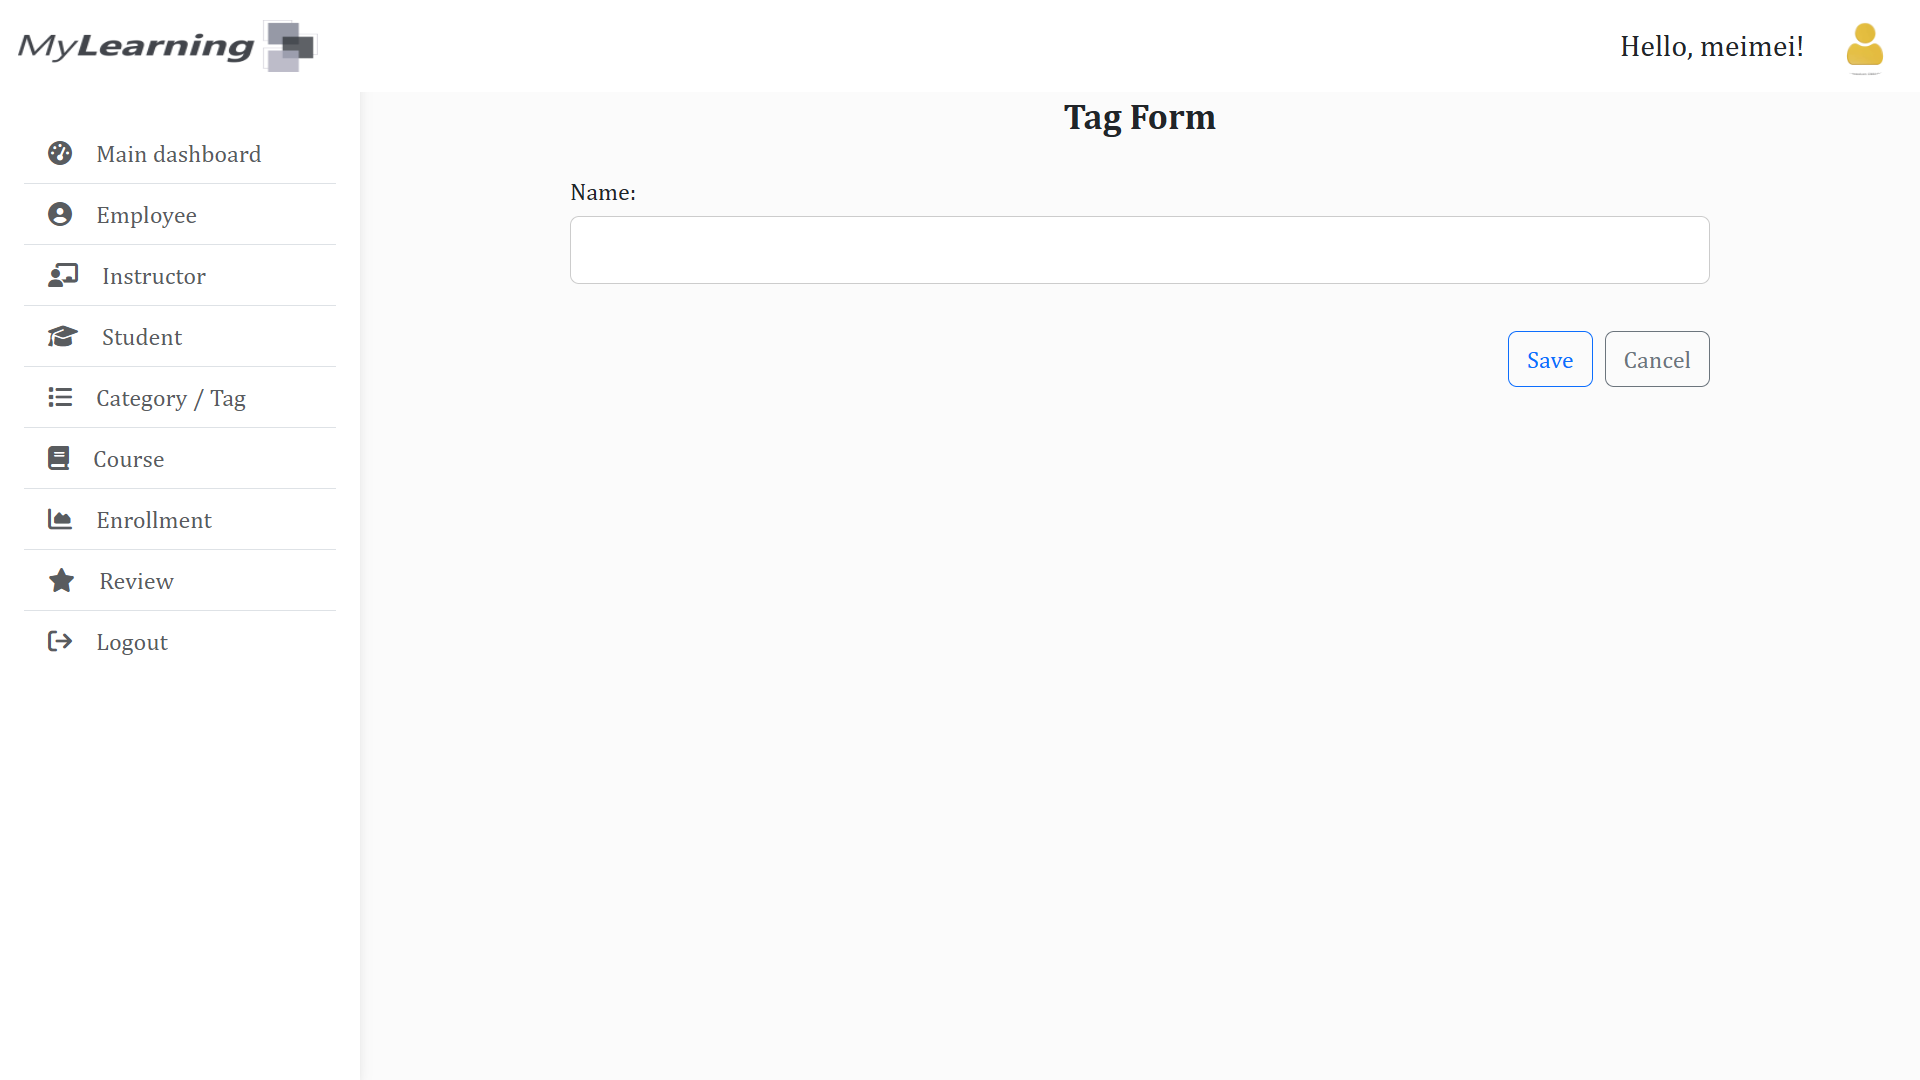 MyLearning
Hello, meimei!
Main dashboard
Employee
Instructor
Student
Category / Tag
Course
Enrollment
Review
Logout
Tag Form
Name:
Save
Cancel